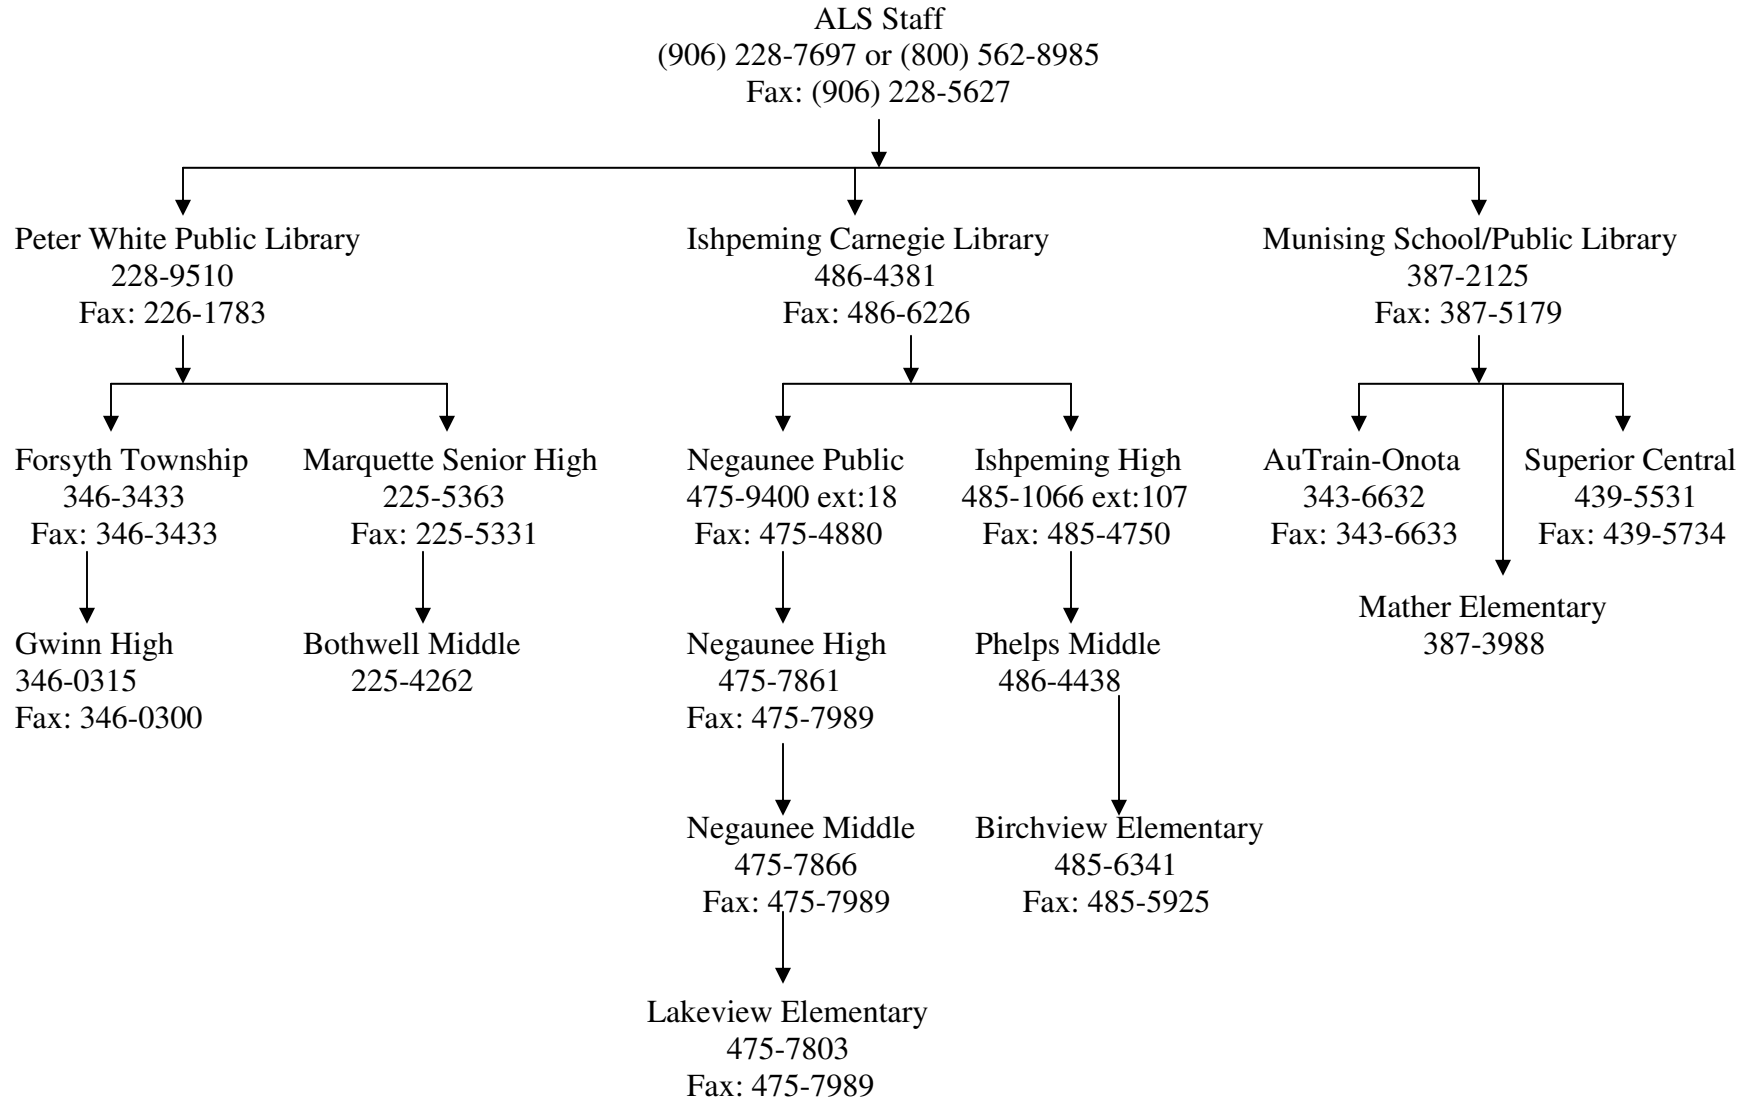 ALS Staff
(906) 228-7697 or (800) 562-8985
Fax: (906) 228-5627
Peter White Public Library
228-9510
Fax: 226-1783
Ishpeming Carnegie Library
486-4381
Fax: 486-6226
Munising School/Public Library
387-2125
Fax: 387-5179
Forsyth Township
346-3433
Fax: 346-3433
Marquette Senior High
225-5363
Fax: 225-5331
Negaunee Public
475-9400 ext:18
Fax: 475-4880
Ishpeming High
485-1066 ext:107
Fax: 485-4750
AuTrain-Onota
343-6632
Fax: 343-6633
Superior Central
439-5531
Fax: 439-5734
Mather Elementary
387-3988
Gwinn High
346-0315
Fax: 346-0300
Bothwell Middle
225-4262
Negaunee High
475-7861
Fax: 475-7989
Phelps Middle
486-4438
Negaunee Middle
475-7866
Fax: 475-7989
Birchview Elementary
485-6341
Fax: 485-5925
Lakeview Elementary
475-7803
Fax: 475-7989